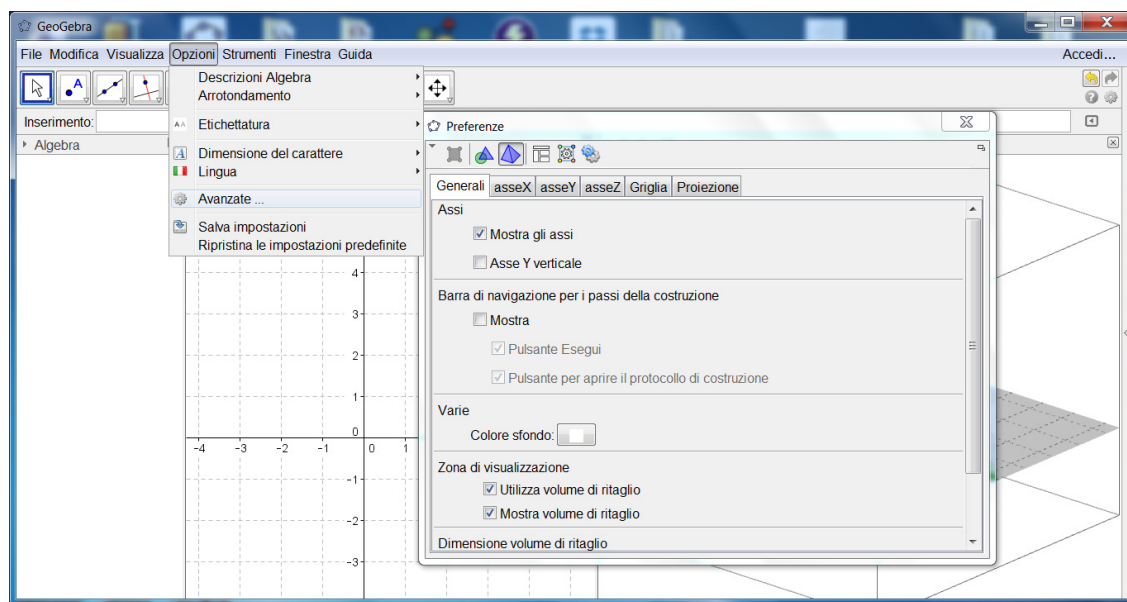 GeoGebra
File Modifica Visualizza Opzioni Strumenti Finestra Guida
Accedi...
A
Inserimento:
Algebra
Descrizioni Algebra
Arrotondamento
AA Etichettatura
A Dimensione del carattere
Lingua
Avanzate ...
Salva impostazioni
Ripristina le impostazioni predefinite
Preferenze
Generali asseX asseY asseZ Griglia Proiezione
Assi
Mostra gli assi
Asse Y verticale
Barra di navigazione per i passi della costruzione
Mostra
Pulsante Esegui
Pulsante per aprire il protocollo di costruzione
Varie
Colore sfondo:
Zona di visualizzazione
Utilizza volume di ritaglio
Mostra volume di ritaglio
Dimensione volume di ritaglio
4
3
2
1
0
-4 -3 -2 -1 0 1
-1
-2
-3